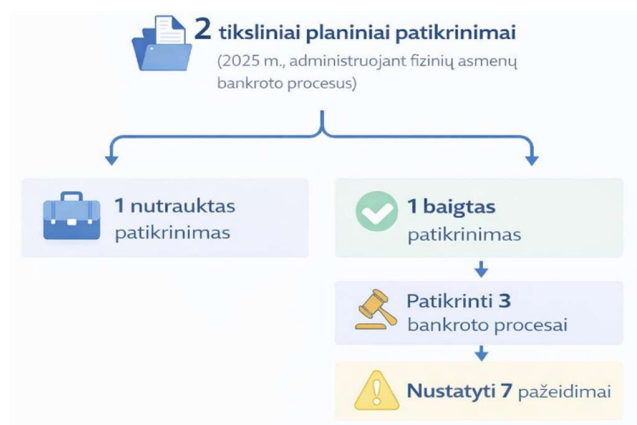 2 tiksliniai planiniai patikrinimai
(2025 m., administruojant fizinių asmenų
bankroto procesus)
1 nutrauktas
patikrinimas
1 baigtas
patikrinimas
Patikrinti 3
bankroto procesai
Nustatyti 7 pažeidimai